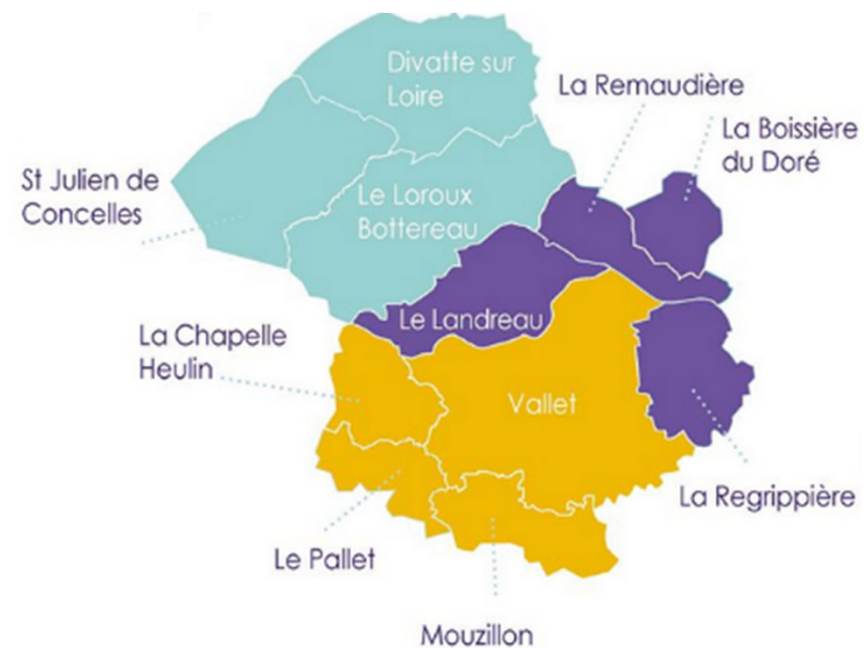 Divatte sur
Loire
La Remaudière
La Boissière
du Doré
St Julien de
Concelles
Le Loroux
Bottereau
Le Landreau
La Chapelle
Heulin
Vallet
La Regrippière
Le Pallet
Mouzillon